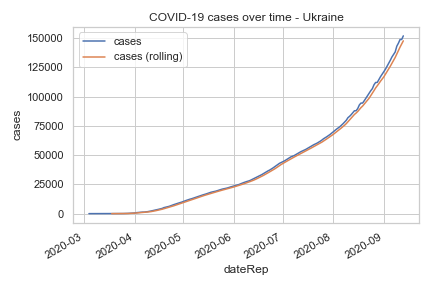 COVID-19 cases over time - Ukraine
cases
cases (rolling)
150000
125000
100000
75000
50000
25000
0
cases
2020-03
2020-04
2020-05
2020-06
2020-07
2020-08
2020-09
dateRep